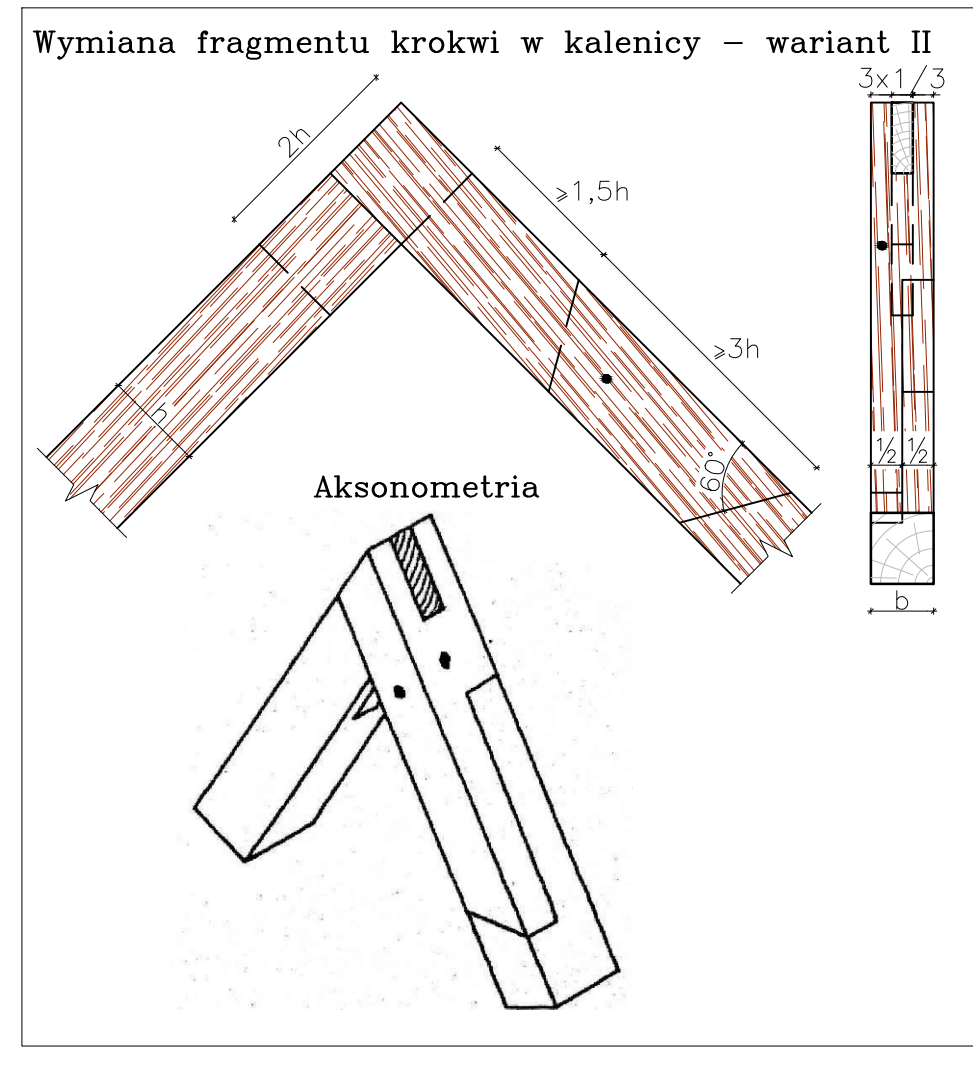 Wymiana fragmentu krokwi w kalenicy – wariant II
3x1/3
2h
≥1,5h
≥3h
h
60°
1/2 1/2
b
Aksonometria